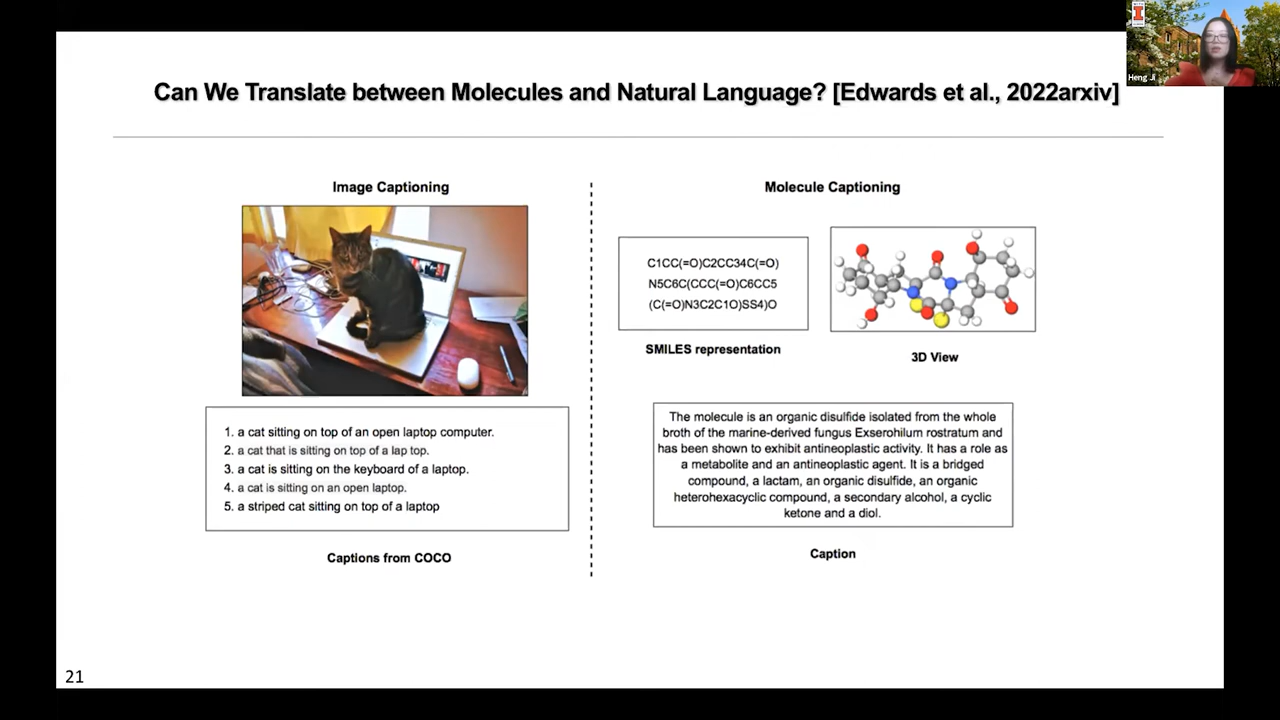 Can We Translate between Molecules and Natural Language? [Edwards et al., 2022arxiv]
Heng Ji
Image Captioning
1. a cat sitting on top of an open laptop computer.
2. a cat that is sitting on top of a lap top.
3. a cat is sitting on the keyboard of a laptop.
4. a cat is sitting on an open laptop.
5. a striped cat sitting on top of a laptop
Captions from COCO
Molecule Captioning
C1CC(=O)C2CC34C(=O)
N5C6C(CCC(=O)C6CC5
(C(=O)N3C2C1O)SS4)O
SMILES representation
3D View
The molecule is an organic disulfide isolated from the whole
broth of the marine-derived fungus Exserohilum rostratum and
has been shown to exhibit antineoplastic activity. It has a role as
a metabolite and an antineoplastic agent. It is a bridged
compound, a lactam, an organic disulfide, an organic
heterohexacyclic compound, a secondary alcohol, a cyclic
ketone and a diol.
Caption
21